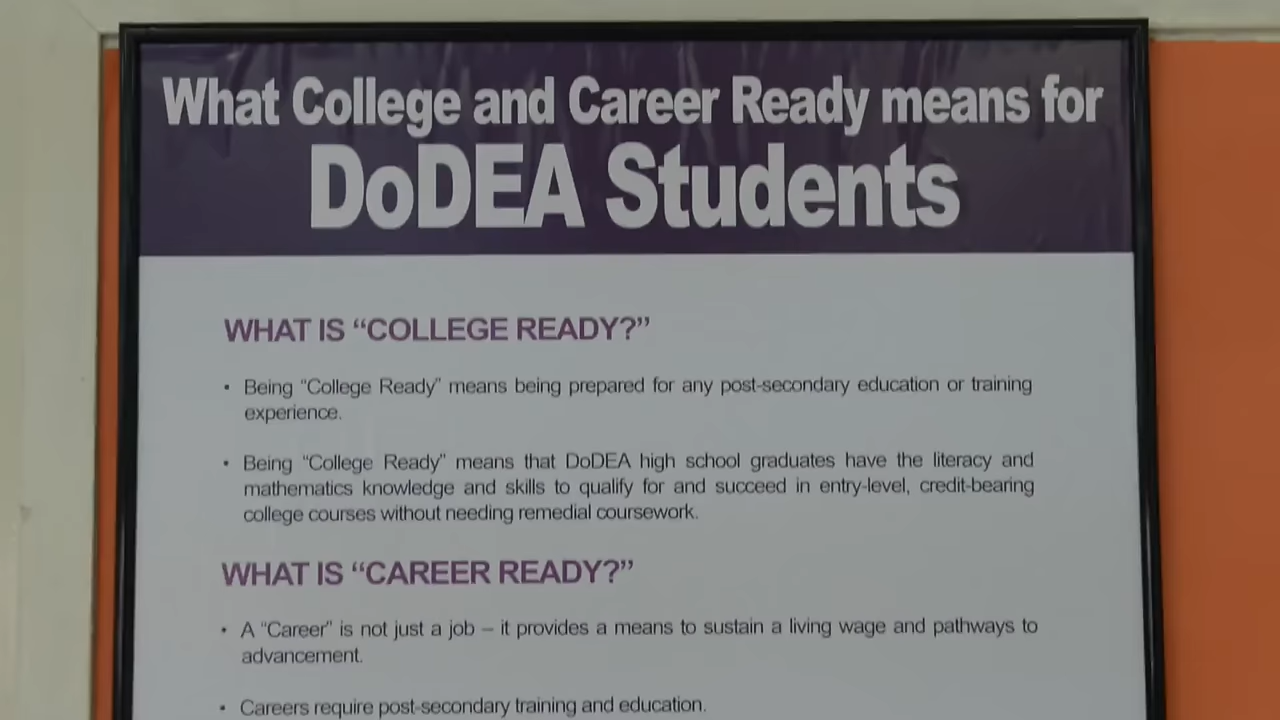 What College and Career Ready means for
DoDEA Students
WHAT IS “COLLEGE READY?”
• Being “College Ready” means being prepared for any post-secondary education or training
experience.
• Being “College Ready” means that DoDEA high school graduates have the literacy and
mathematics knowledge and skills to qualify for and succeed in entry-level, credit-bearing
college courses without needing remedial coursework.
WHAT IS “CAREER READY?”
• A “Career” is not just a job – it provides a means to sustain a living wage and pathways to
advancement.
• Careers require post-secondary training and education.